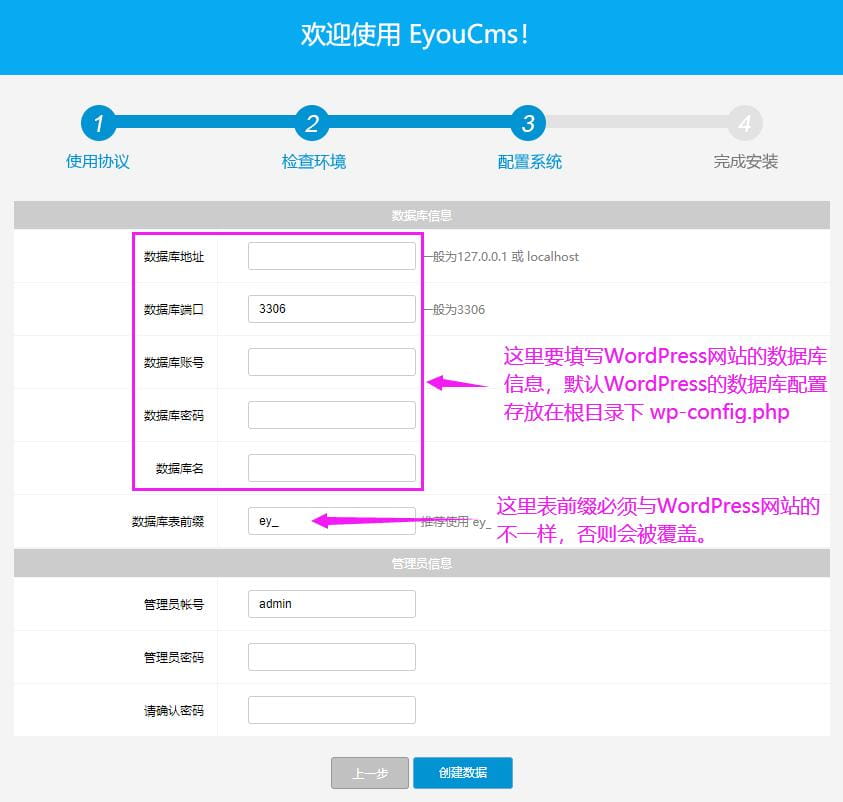 欢迎使用 EyouCms!
1 2 3 4
使用协议 检查环境 配置系统 完成安装
数据库信息
数据库地址 一般为127.0.0.1 或 localhost
数据库端口 3306 一般为3306
数据库账号
这里要填写WordPress网站的数据库
信息，默认WordPress的数据库配置
存放在根目录下 wp-config.php
数据库密码
数据库名
数据库表前缀 ey_ 推荐使用 ey_
这里表前缀必须与WordPress网站的
不一样，否则会被覆盖。
管理员信息
管理员帐号 admin
管理员密码
请确认密码
上一步 创建数据